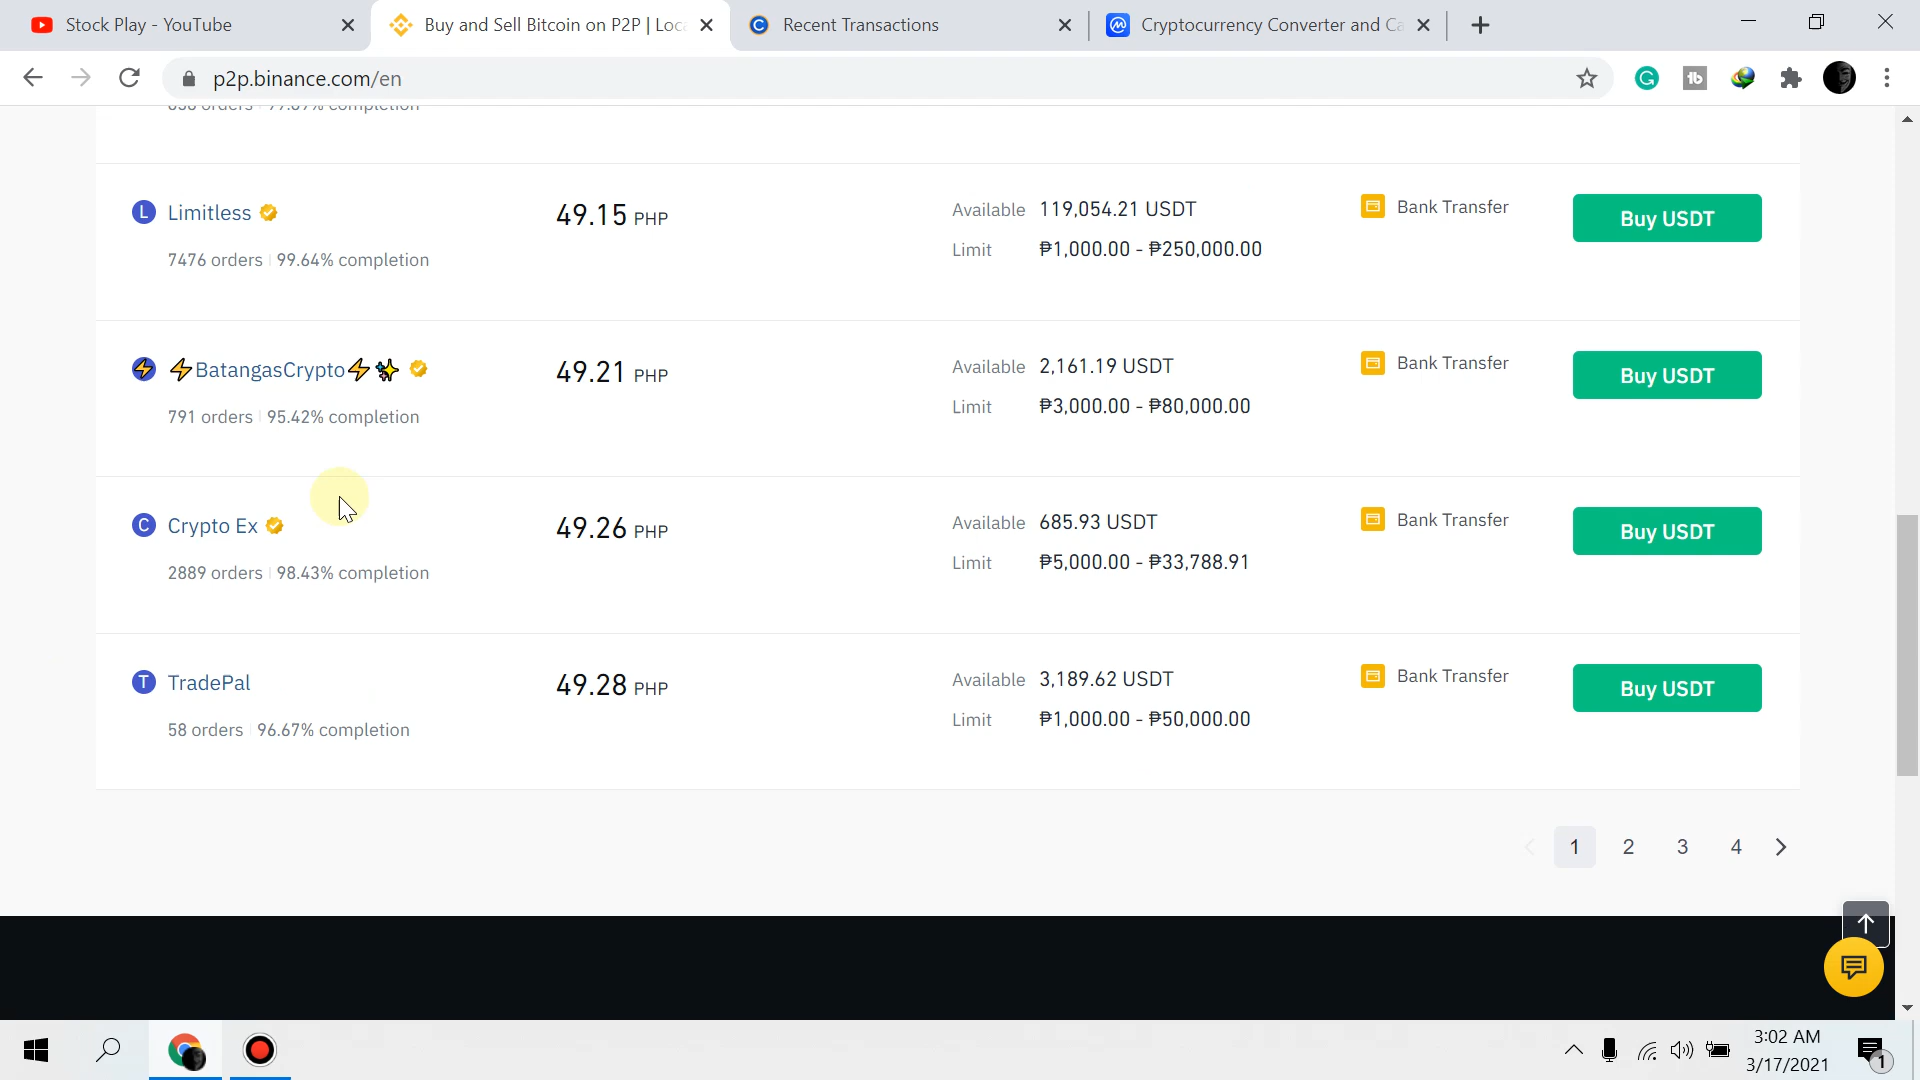 Stock Play - YouTube
Buy and Sell Bitcoin on P2P | Loc
Recent Transactions
Cryptocurrency Converter and Ca
p2p.binance.com/en
Limitless
49.15 PHP
Available 119,054.21 USDT
Bank Transfer
Buy USDT
7476 orders | 99.64% completion
Limit ₱1,000.00 - ₱250,000.00
⚡BatangasCrypto⚡✨
49.21 PHP
Available 2,161.19 USDT
Bank Transfer
Buy USDT
791 orders | 95.42% completion
Limit ₱3,000.00 - ₱80,000.00
C Crypto Ex
49.26 PHP
Available 685.93 USDT
Bank Transfer
Buy USDT
2889 orders | 98.43% completion
Limit ₱5,000.00 - ₱33,788.91
T TradePal
49.28 PHP
Available 3,189.62 USDT
Bank Transfer
Buy USDT
58 orders | 96.67% completion
Limit ₱1,000.00 - ₱50,000.00
1 2 3 4
3:02 AM
3/17/2021
1